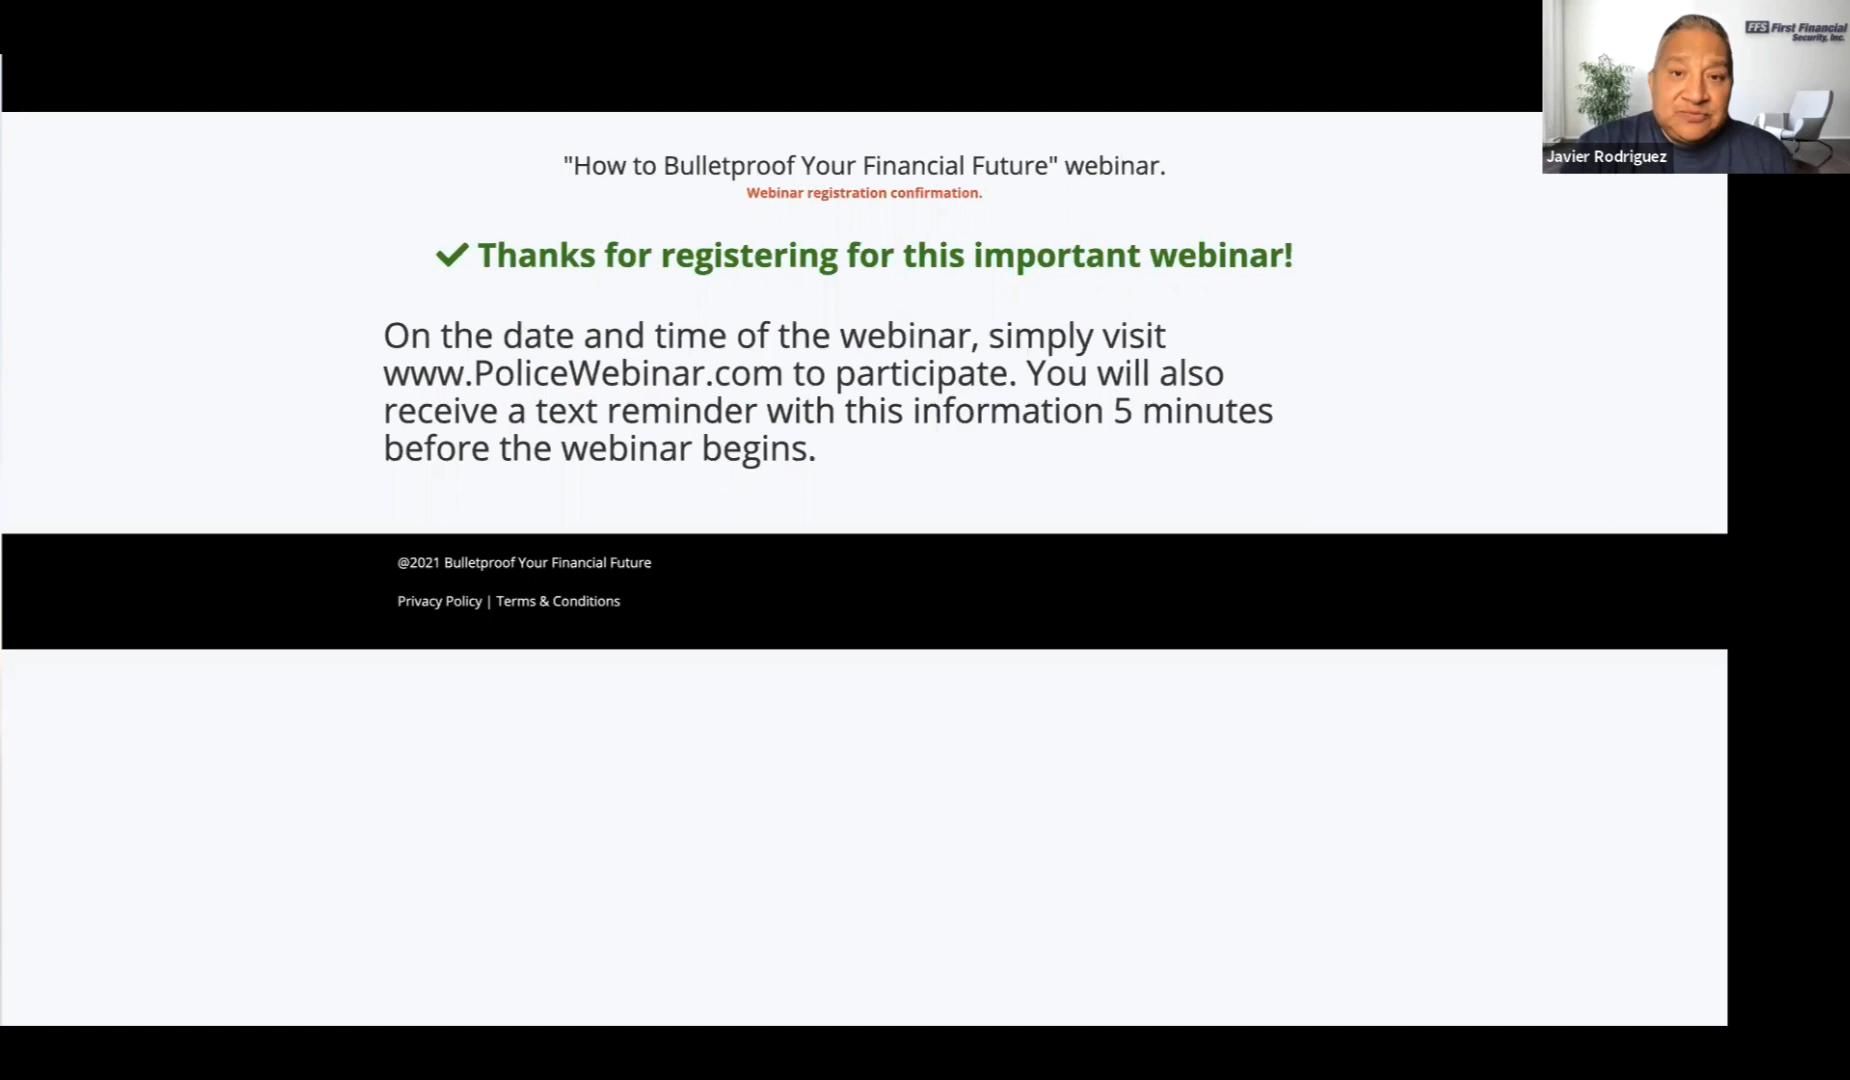 FFS First Financial
Security, Inc.
Javier Rodriguez
"How to Bulletproof Your Financial Future" webinar.
Webinar registration confirmation.
Thanks for registering for this important webinar!
On the date and time of the webinar, simply visit
www.PoliceWebinar.com to participate. You will also
receive a text reminder with this information 5 minutes
before the webinar begins.
@2021 Bulletproof Your Financial Future
Privacy Policy | Terms & Conditions